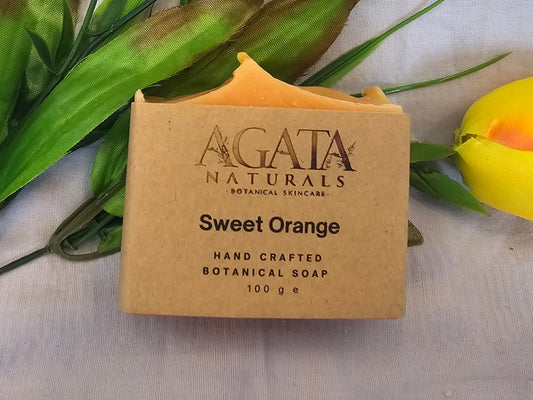 AGATA
NATURALS
· BOTANICAL SKINCARE ·
Sweet Orange
HAND CRAFTED
BOTANICAL SOAP
100 g e